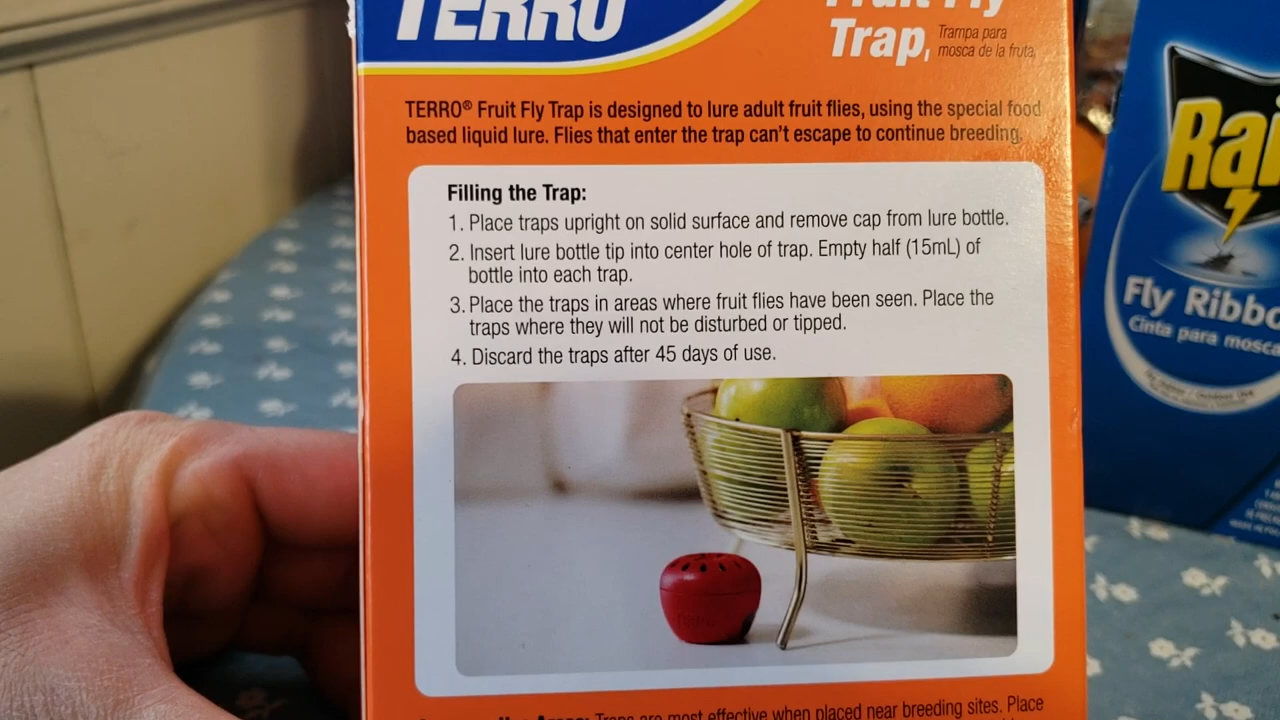 TERRO
Fruit Fly
Trap,
Trampa para
mosca de la fruta,
TERRO® Fruit Fly Trap is designed to lure adult fruit flies, using the special food
based liquid lure. Flies that enter the trap can't escape to continue breeding.
Filling the Trap:
1. Place traps upright on solid surface and remove cap from lure bottle.
2. Insert lure bottle tip into center hole of trap. Empty half (15mL) of
bottle into each trap.
3. Place the traps in areas where fruit flies have been seen. Place the
traps where they will not be disturbed or tipped.
4. Discard the traps after 45 days of use.
Traps are most effective when placed near breeding sites. Place
Rai
Fly Ribbo
Cinta para mosca